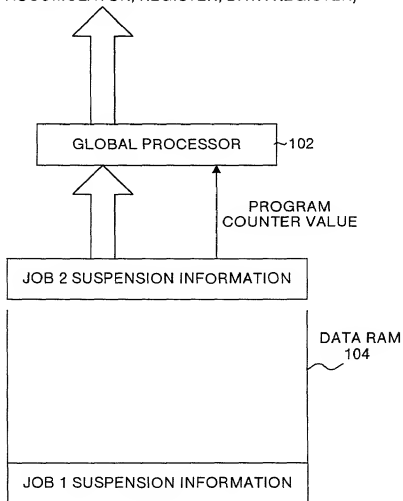 GLOBAL PROCESSOR
102
PROGRAM
COUNTER VALUE
JOB 2 SUSPENSION INFORMATION
DATA RAM
104
JOB 1 SUSPENSION INFORMATION